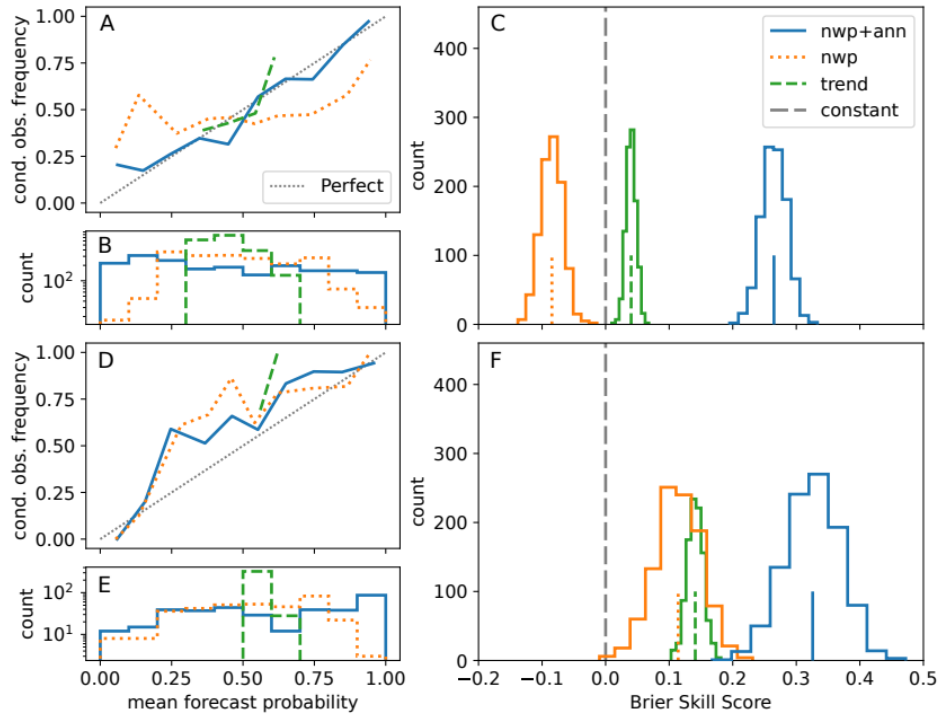 A
cond. obs. frequency
1.00
0.75
0.50
0.25
0.00
Perfect
B
count
10²
D
cond. obs. frequency
1.00
0.75
0.50
0.25
0.00
E
count
10²
10¹
0.00 0.25 0.50 0.75 1.00
mean forecast probability
C
count
400
300
200
100
0
nwp+ann
nwp
trend
constant
F
count
400
300
200
100
0
−0.2 −0.1 0.0 0.1 0.2 0.3 0.4 0.5
Brier Skill Score